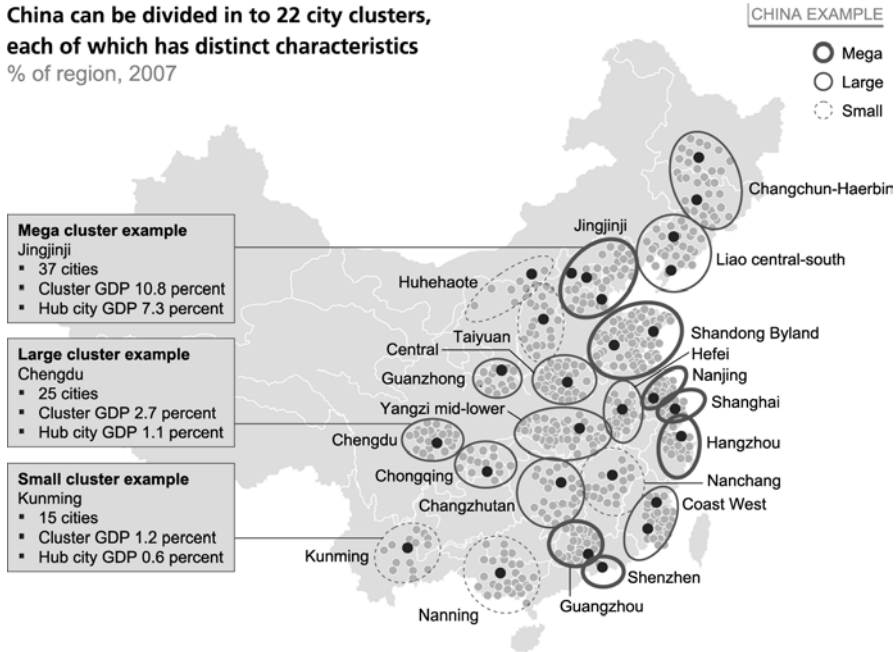 China can be divided in to 22 city clusters,
each of which has distinct characteristics
% of region, 2007
CHINA EXAMPLE
Mega
Large
Small
Mega cluster example
Jingjinji
▪ 37 cities
▪ Cluster GDP 10.8 percent
▪ Hub city GDP 7.3 percent
Large cluster example
Chengdu
▪ 25 cities
▪ Cluster GDP 2.7 percent
▪ Hub city GDP 1.1 percent
Small cluster example
Kunming
▪ 15 cities
▪ Cluster GDP 1.2 percent
▪ Hub city GDP 0.6 percent
Changchun-Haerbin
Jingjinji
Liao central-south
Huhehaote
Taiyuan
Shandong Byland
Central
Hefei
Guanzhong
Nanjing
Yangzi mid-lower
Shanghai
Chengdu
Hangzhou
Chongqing
Nanchang
Changzhutan
Coast West
Kunming
Shenzhen
Guangzhou
Nanning